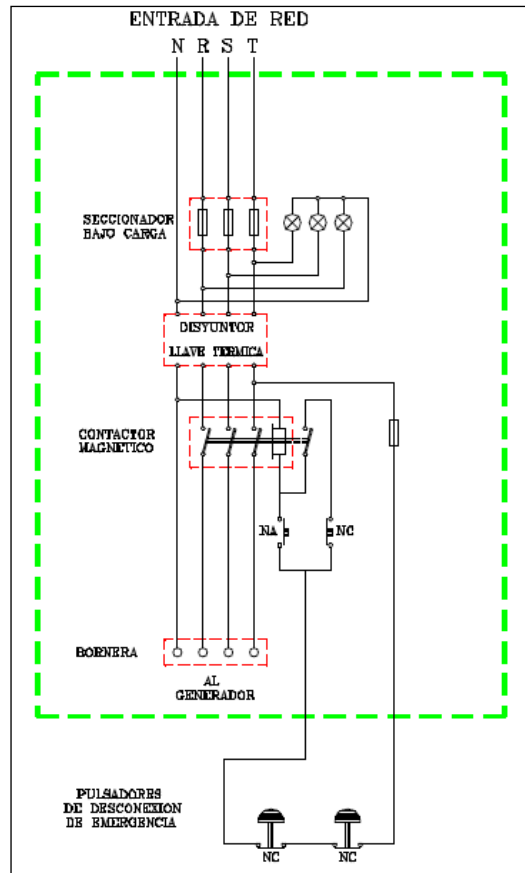 ENTRADA DE RED
N R S T
SECCIONADOR
BAJO CARGA
DISYUNTOR
LLAVE TERMICA
CONTACTOR
MAGNETICO
NA
NC
BORNERA
AL
GENERADOR
PULSADORES
DE DESCONEXION
DE EMERGENCIA
NC
NC